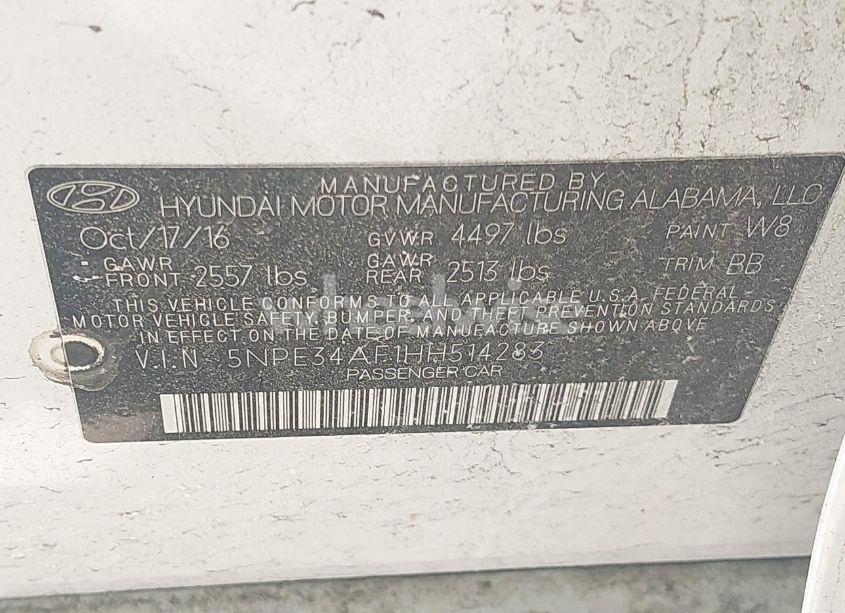 MANUFACTURED BY
HYUNDAI MOTOR MANUFACTURING ALABAMA, LLC
Oct/17/16 GVWR 4497 lbs PAINT W8
GAWR FRONT 2557 lbs GAWR REAR 2513 lbs TRIM BB
THIS VEHICLE CONFORMS TO ALL APPLICABLE U.S.A. FEDERAL
MOTOR VEHICLE SAFETY, BUMPER, AND THEFT PREVENTION STANDARDS
IN EFFECT ON THE DATE OF MANUFACTURE SHOWN ABOVE
V.I.N 5NPE34AF1HH514283
PASSENGER CAR